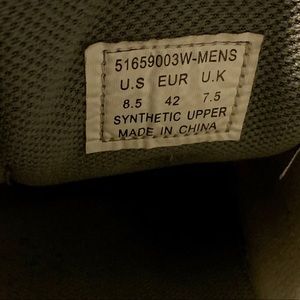 51659003W-MENS
U.S EUR U.K
8.5 42 7.5
SYNTHETIC UPPER
MADE IN CHINA